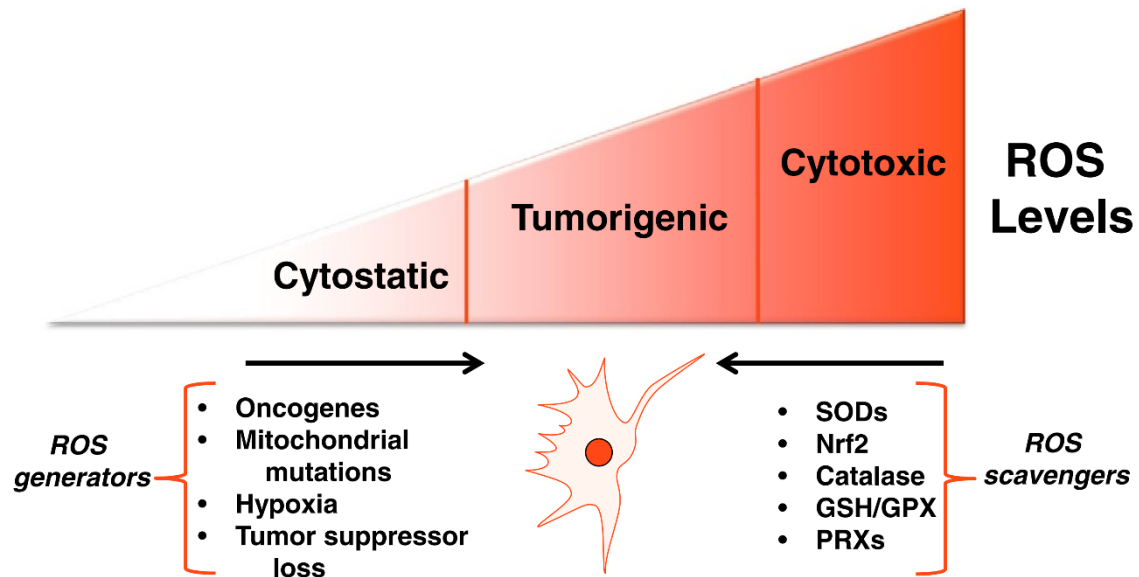 Cytotoxic
ROS
Levels
Tumorigenic
Cytostatic
ROS
generators
• Oncogenes
• Mitochondrial
mutations
• Hypoxia
• Tumor suppressor
loss
• SODs
• Nrf2
• Catalase
• GSH/GPX
• PRXs
ROS
scavengers